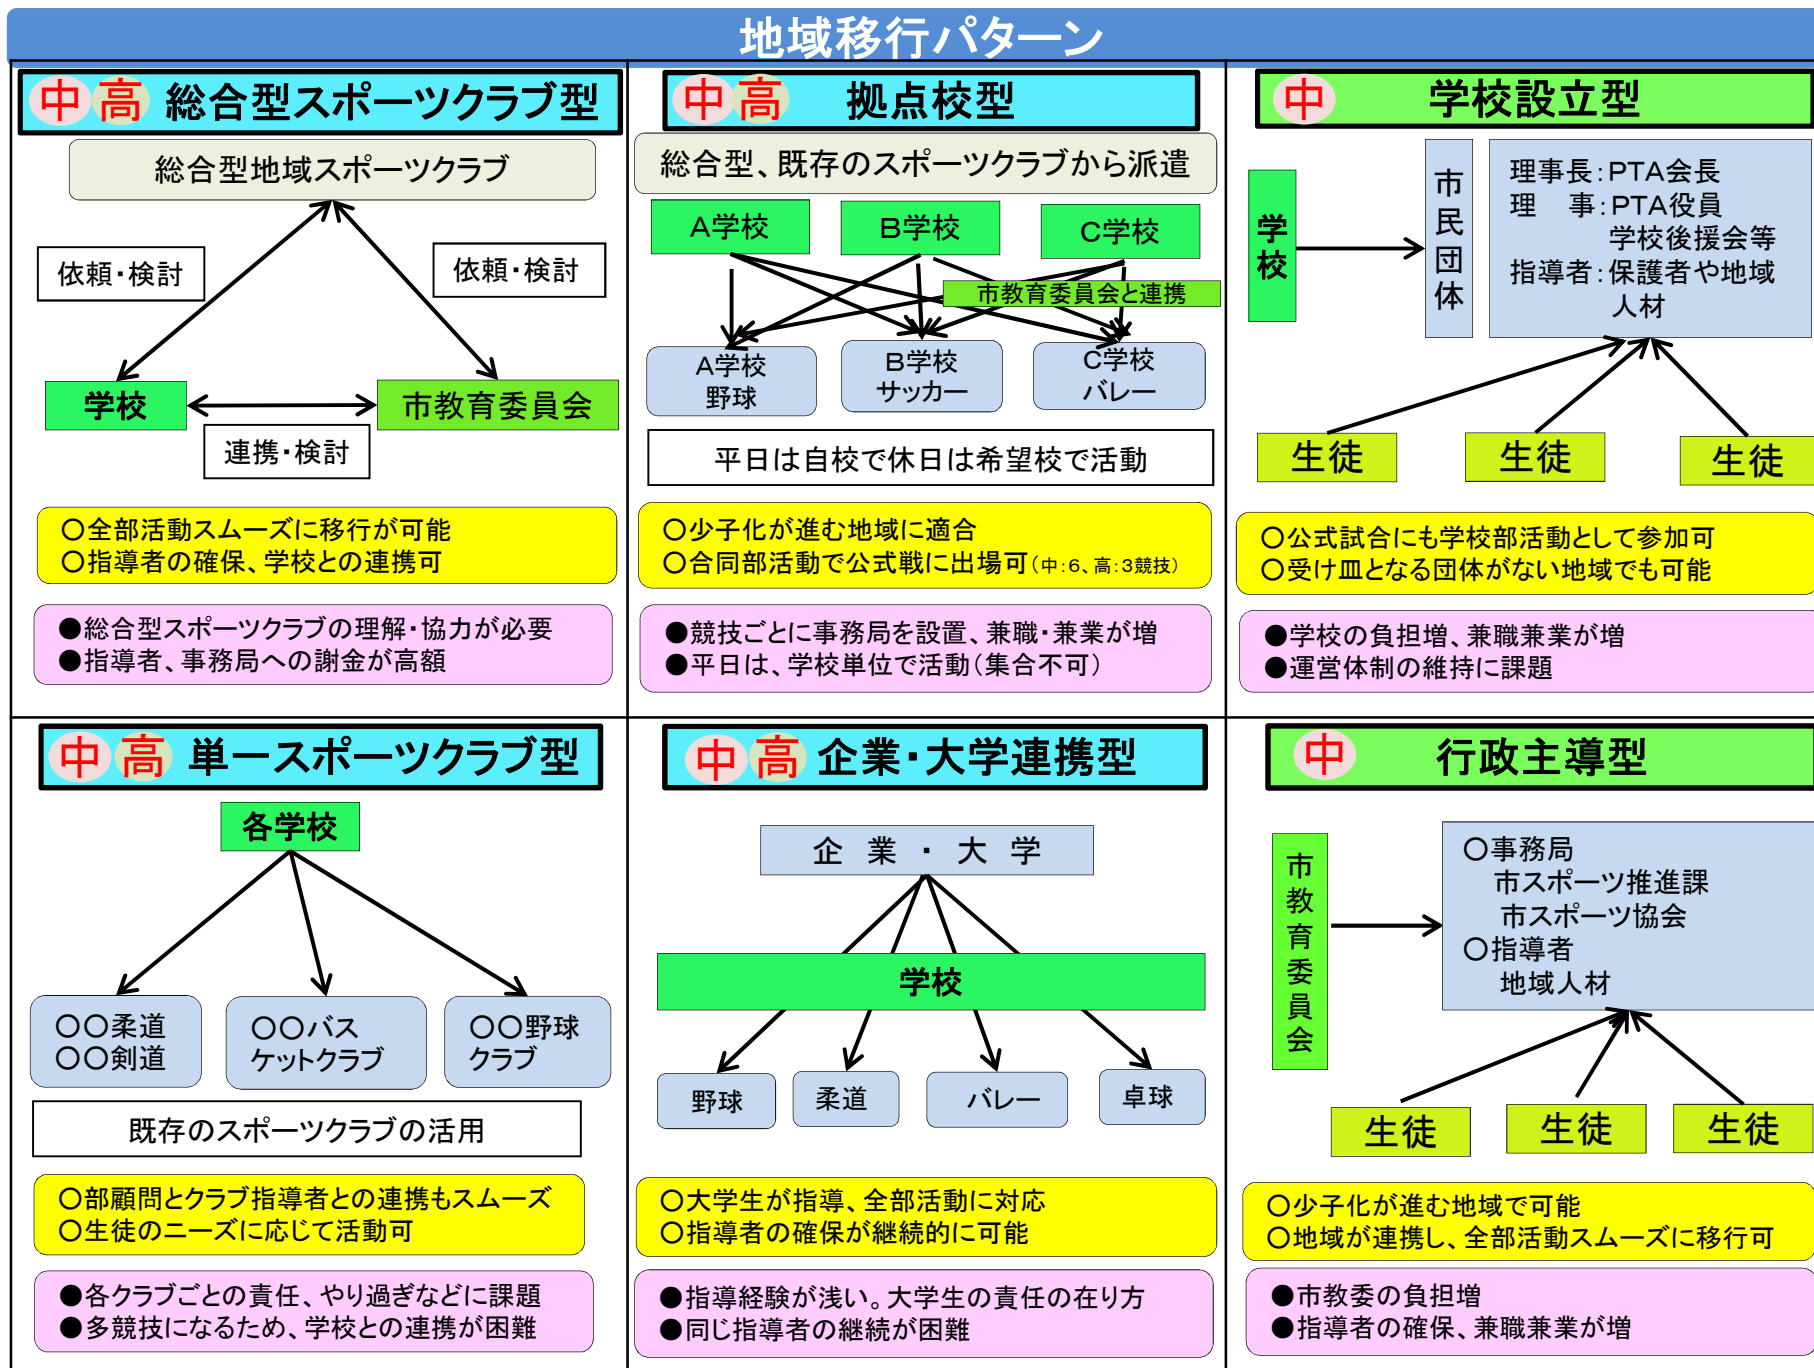 地域移行パターン
中 高 総合型スポーツクラブ型
総合型地域スポーツクラブ
依頼・検討
依頼・検討
学校
市教育委員会
連携・検討
〇全部活動スムーズに移行が可能
〇指導者の確保、学校との連携可
●総合型スポーツクラブの理解・協力が必要
●指導者、事務局への謝金が高額
中 高 拠点校型
総合型、既存のスポーツクラブから派遣
A学校
B学校
C学校
市教育委員会と連携
A学校
野球
B学校
サッカー
C学校
バレー
平日は自校で休日は希望校で活動
〇少子化が進む地域に適合
〇合同部活動で公式戦に出場可(中:6、高:3競技)
●競技ごとに事務局を設置、兼職・兼業が増
●平日は、学校単位で活動(集合不可)
中 学校設立型
学校
市民団体
理事長:PTA会長
理　事:PTA役員
学校後援会等
指導者:保護者や地域
人材
生徒
生徒
生徒
〇公式試合にも学校部活動として参加可
〇受け皿となる団体がない地域でも可能
●学校の負担増、兼職兼業が増
●運営体制の維持に課題
中 高 単一スポーツクラブ型
各学校
〇〇柔道
〇〇剣道
〇〇バス
ケットクラブ
〇〇野球
クラブ
既存のスポーツクラブの活用
〇部顧問とクラブ指導者との連携もスムーズ
〇生徒のニーズに応じて活動可
●各クラブごとの責任、やり過ぎなどに課題
●多競技になるため、学校との連携が困難
中 高 企業・大学連携型
企 業 ・ 大 学
学校
野球
柔道
バレー
卓球
〇大学生が指導、全部活動に対応
〇指導者の確保が継続的に可能
●指導経験が浅い。大学生の責任の在り方
●同じ指導者の継続が困難
中 行政主導型
市教育委員会
〇事務局
市スポーツ推進課
市スポーツ協会
〇指導者
地域人材
生徒
生徒
生徒
〇少子化が進む地域で可能
〇地域が連携し、全部活動スムーズに移行可
●市教委の負担増
●指導者の確保、兼職兼業が増